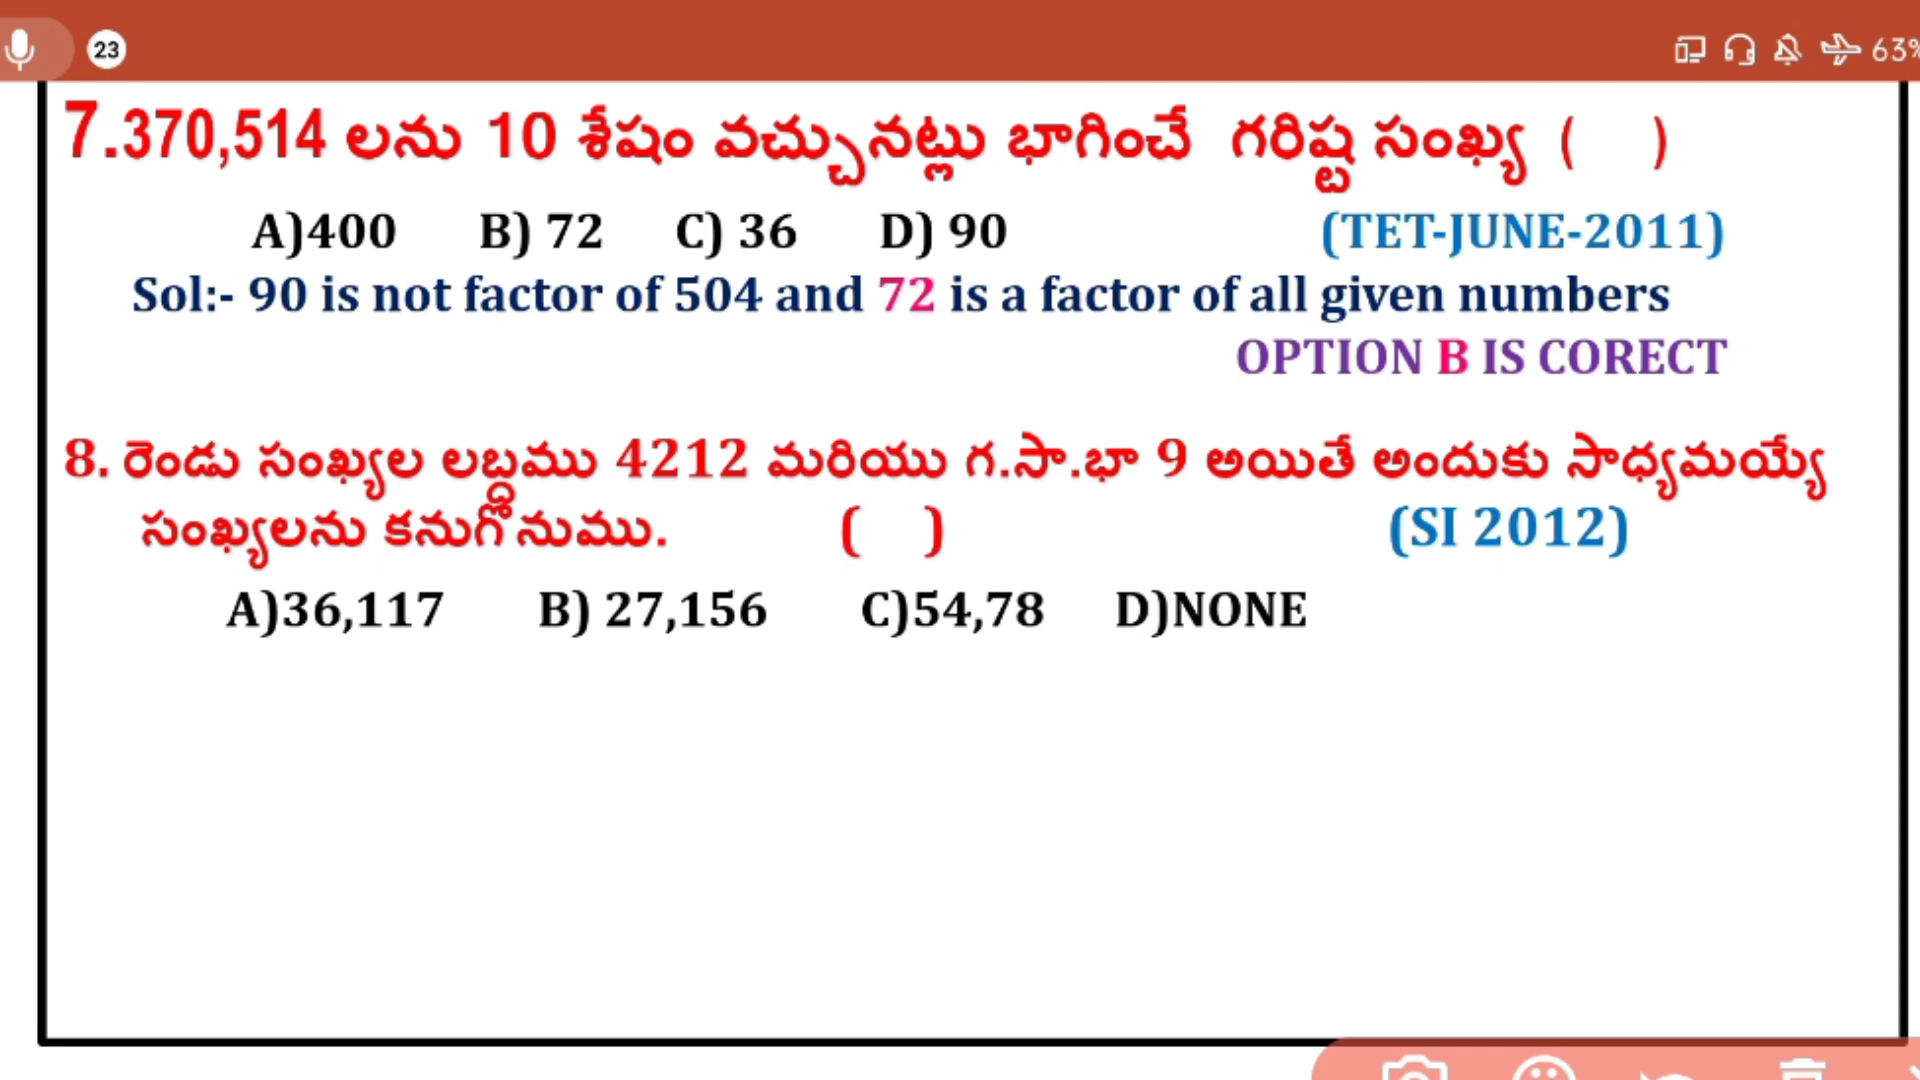 23
63%
7.370,514 లను 10 శేషం వచ్చునట్లు భాగించే గరిష్ట సంఖ్య ( )
A)400 B) 72 C) 36 D) 90 (TET-JUNE-2011)
Sol:- 90 is not factor of 504 and 72 is a factor of all given numbers
OPTION B IS CORECT
8. రెండు సంఖ్యల లబ్ధము 4212 మరియు గ.సా.భా 9 అయితే అందుకు సాధ్యమయ్యే
సంఖ్యలను కనుగొనుము. ( ) (SI 2012)
A)36,117 B) 27,156 C)54,78 D)NONE